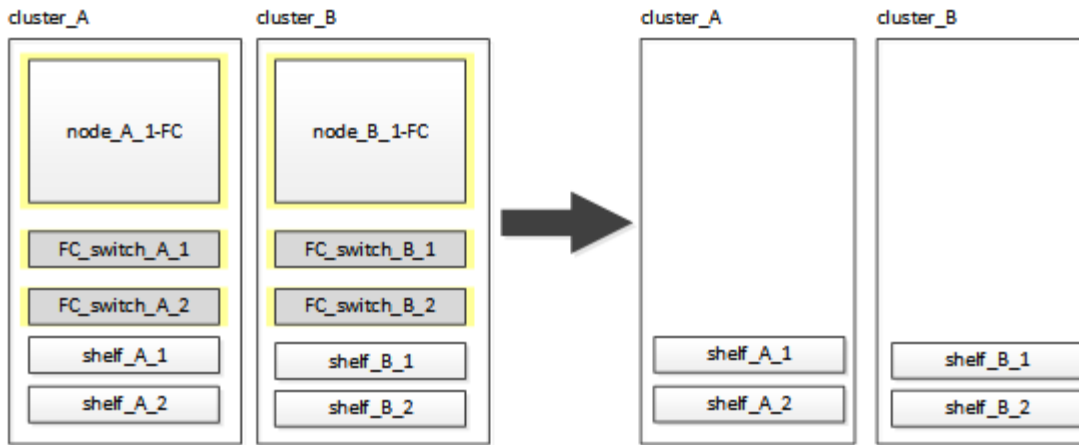 cluster_A
cluster_B
cluster_A
cluster_B
node_A_1-FC
node_B_1-FC
FC_switch_A_1
FC_switch_B_1
FC_switch_A_2
FC_switch_B_2
shelf_A_1
shelf_B_1
shelf_A_1
shelf_B_1
shelf_A_2
shelf_B_2
shelf_A_2
shelf_B_2